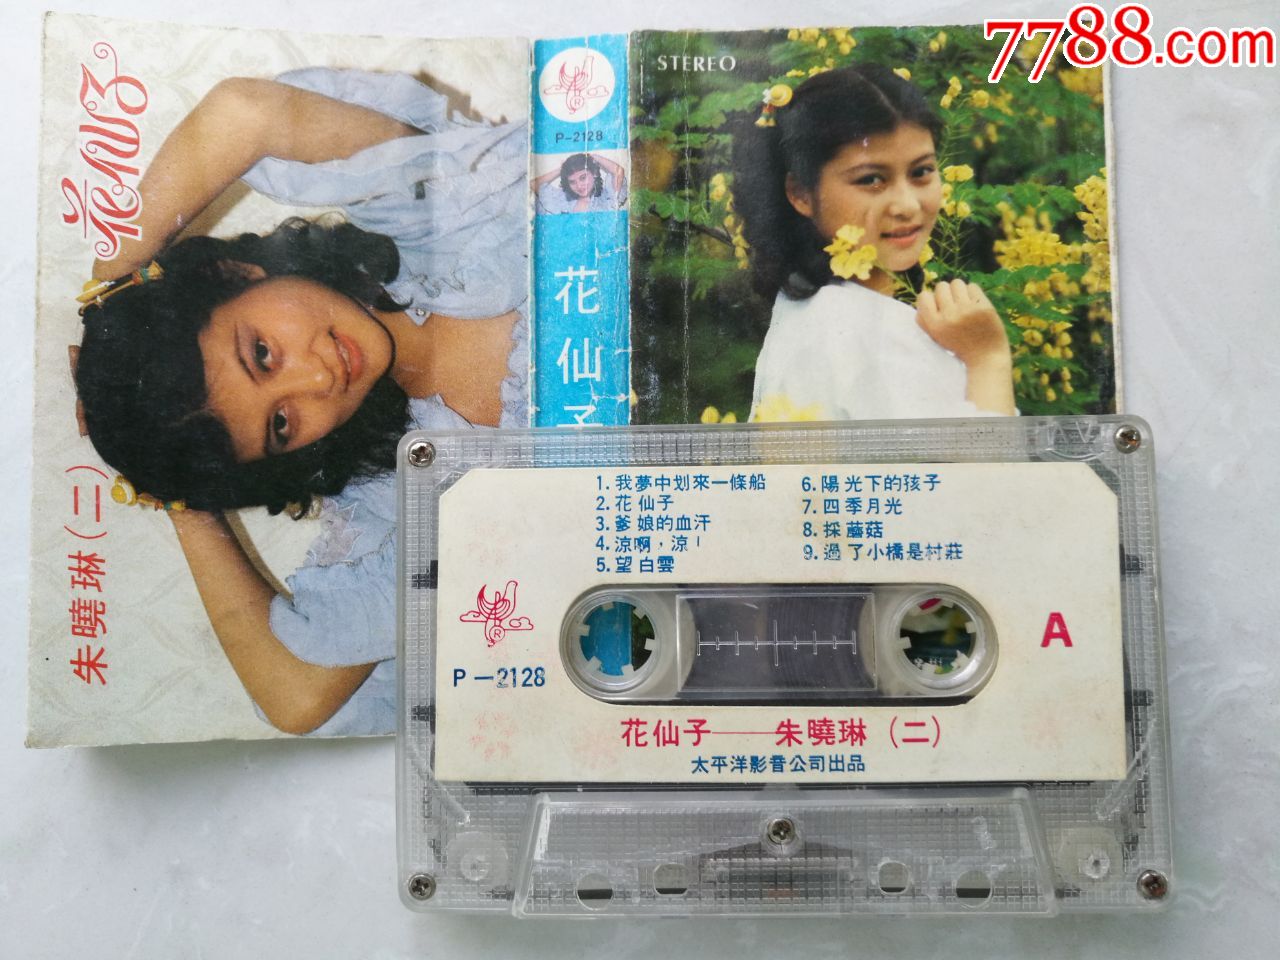 7788.com
花仙子
朱曉琳(二)
R
P-2128
花仙子
STEREO
1. 我夢中划來一條船
2. 花仙子
3. 爹娘的血汗
4. 涼啊，涼！
5. 望白雲
6. 陽光下的孩子
7. 四季月光
8. 採蘑菇
9. 過了小橋是村莊
R
P-2128
A
花仙子——朱曉琳(二)
太平洋影音公司出品